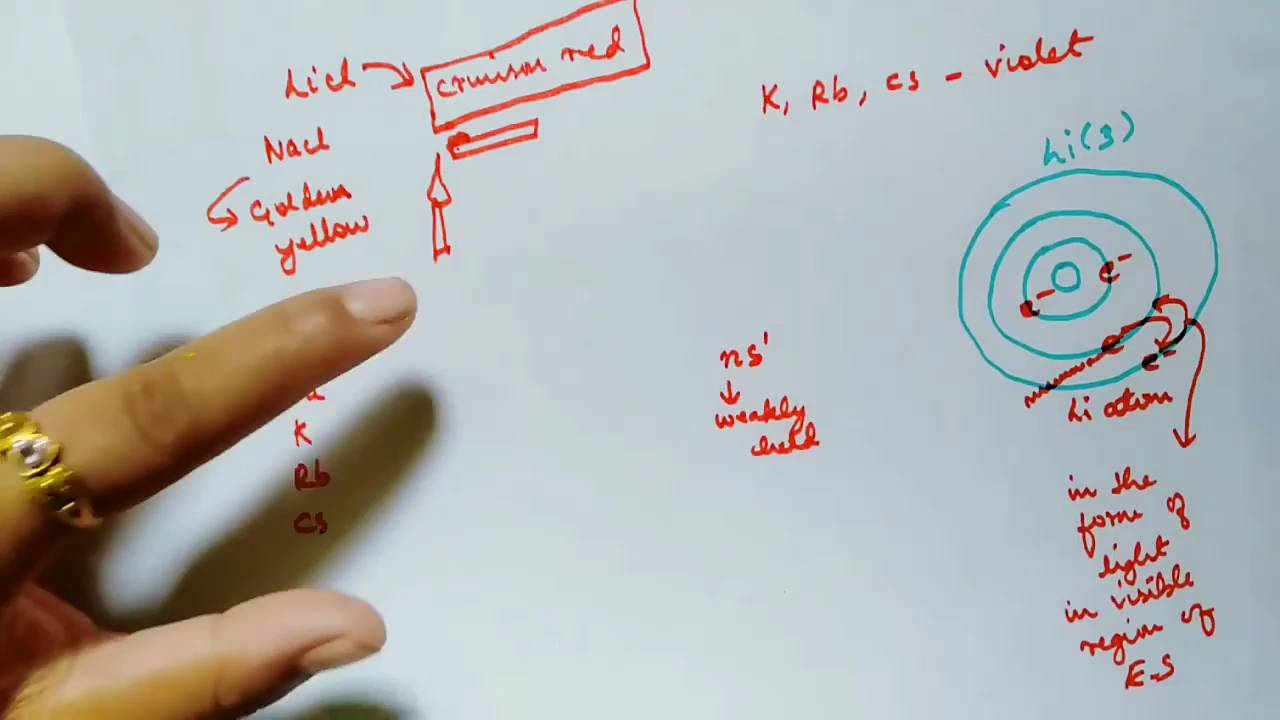 LiCl
crimison red
K, Rb, Cs - violet
NaCl
Golden
yellow
Li(3)
e-
e-
e-
e-
Li atom
ns'
weakly
held
K
Rb
Cs
in the
form of
light
in visible
region of
E.S